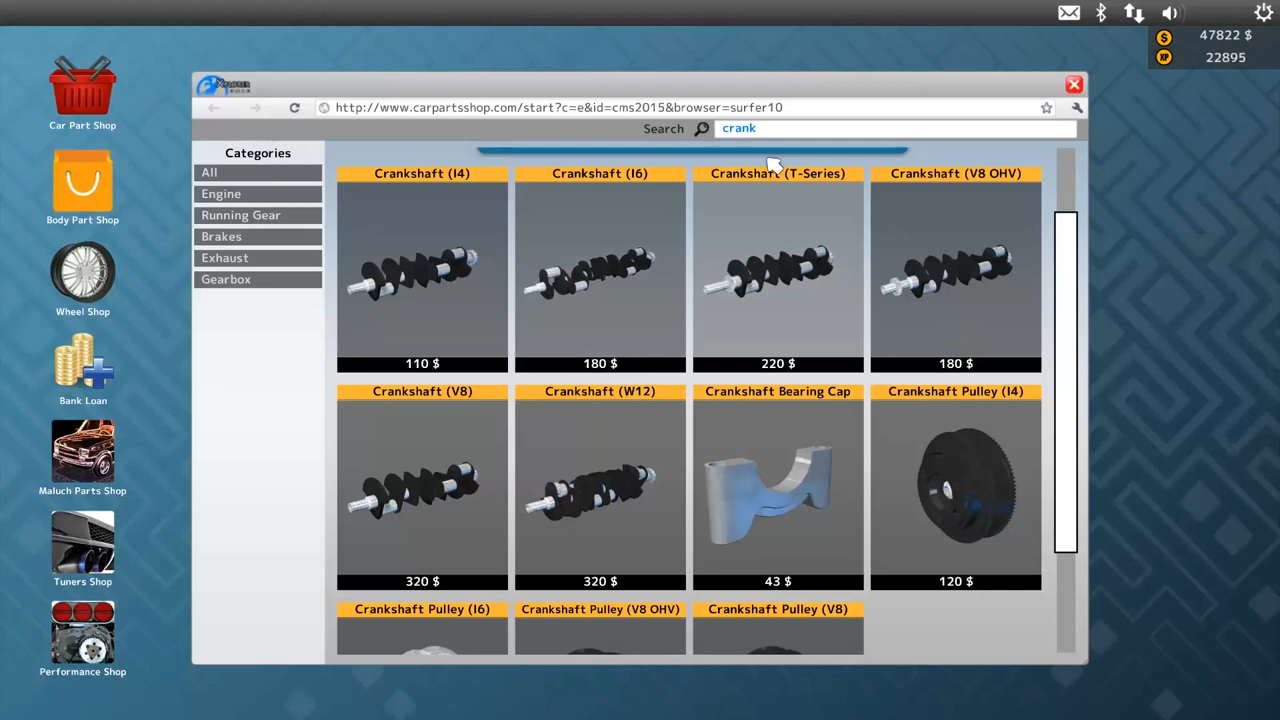 47822 $
22895
Car Part Shop
Body Part Shop
Wheel Shop
Bank Loan
Maluch Parts Shop
Tuners Shop
Performance Shop
http://www.carpartsshop.com/start?c=e&id=cms2015&browser=surfer10
Search crank
Categories
All
Engine
Running Gear
Brakes
Exhaust
Gearbox
Crankshaft (I4)
110 $
Crankshaft (I6)
180 $
Crankshaft (T-Series)
220 $
Crankshaft (V8 OHV)
180 $
Crankshaft (V8)
320 $
Crankshaft (W12)
320 $
Crankshaft Bearing Cap
43 $
Crankshaft Pulley (I4)
120 $
Crankshaft Pulley (I6)
Crankshaft Pulley (V8 OHV)
Crankshaft Pulley (V8)